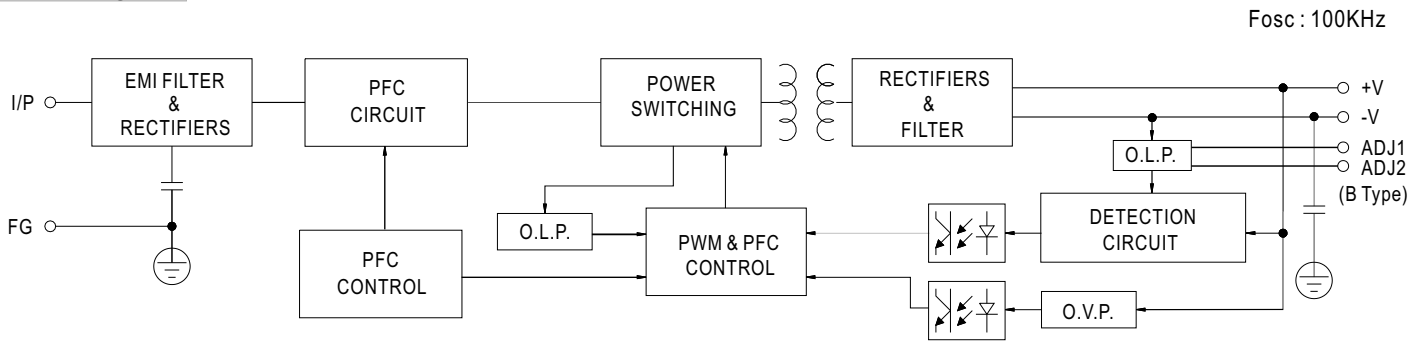 Fosc : 100KHz
I/P
EMI FILTER
&
RECTIFIERS
PFC
CIRCUIT
POWER
SWITCHING
RECTIFIERS
&
FILTER
+V
-V
O.L.P.
ADJ1
ADJ2
(B Type)
FG
O.L.P.
PFC
CONTROL
PWM & PFC
CONTROL
DETECTION
CIRCUIT
O.V.P.